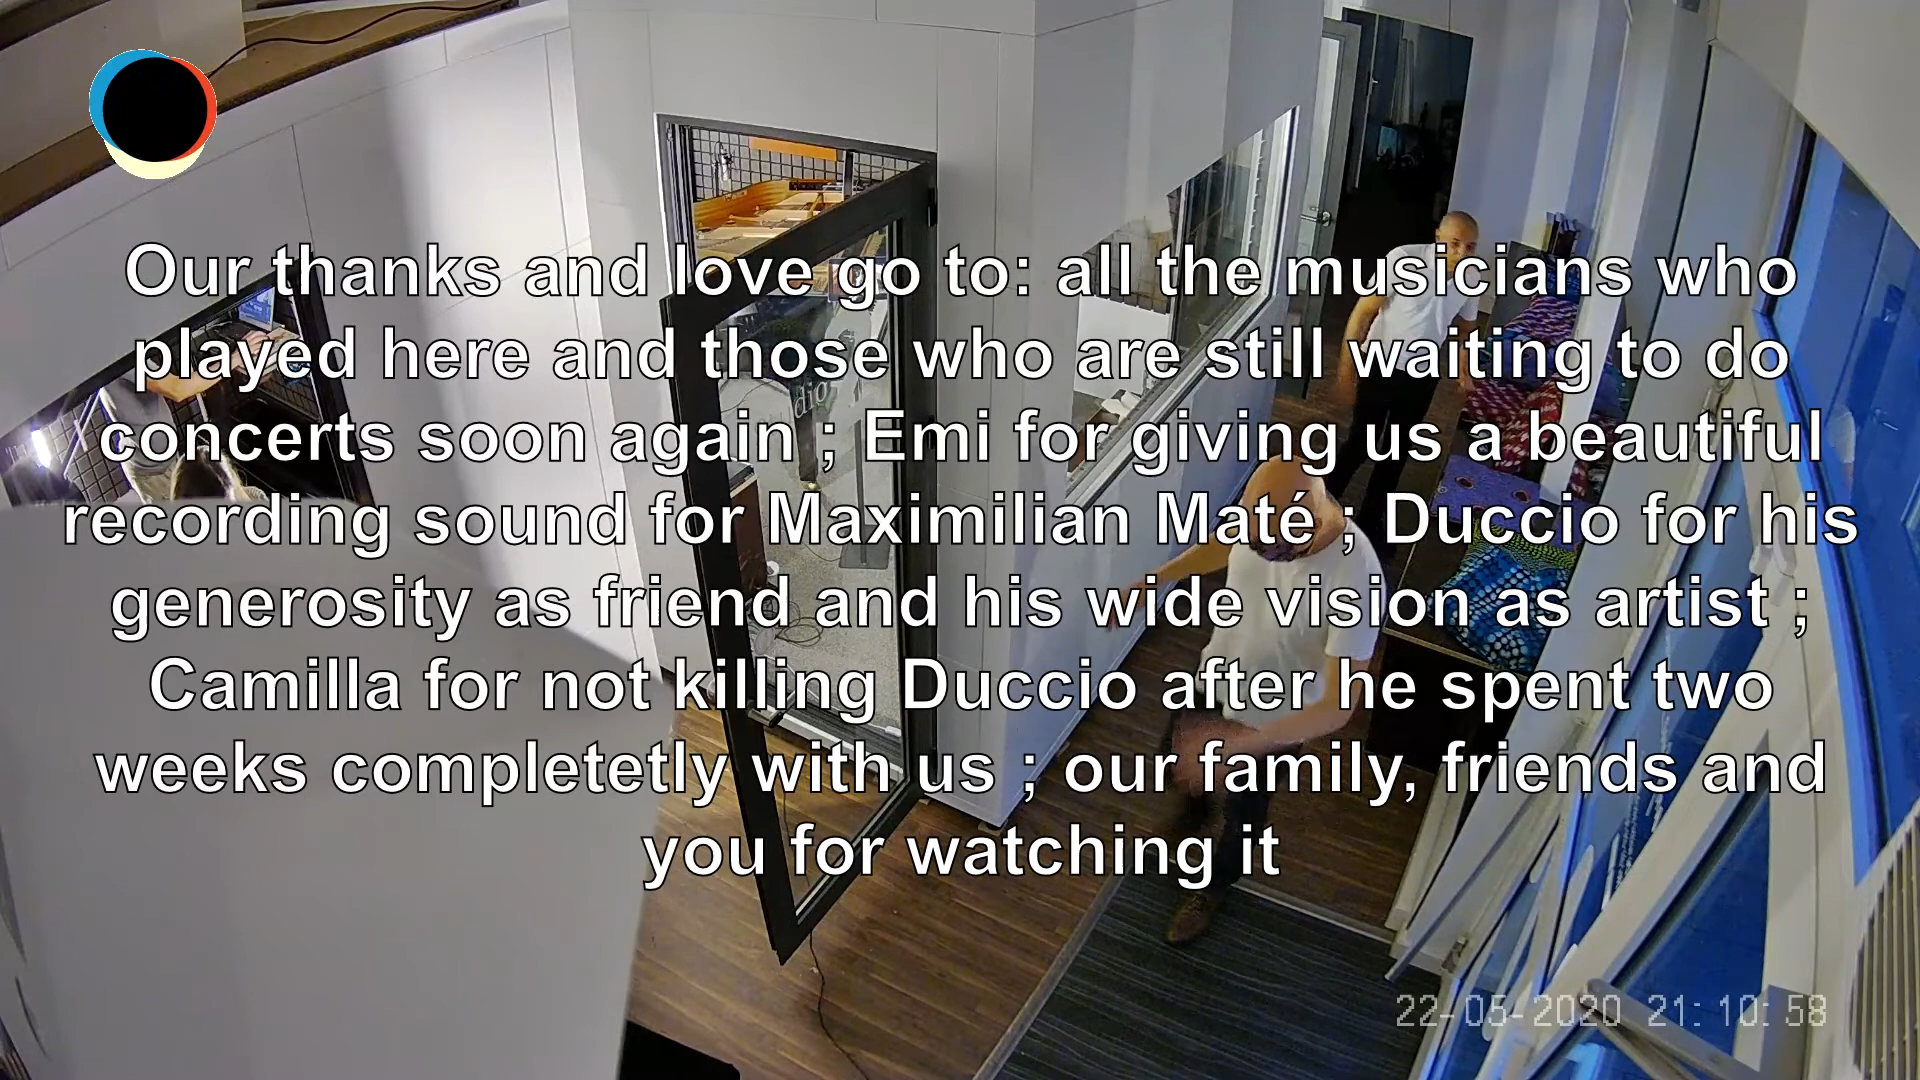 Our thanks and love go to: all the musicians who
played here and those who are still waiting to do
concerts soon again ; Emi for giving us a beautiful
recording sound for Maximilian Maté ; Duccio for his
generosity as friend and his wide vision as artist ;
Camilla for not killing Duccio after he spent two
weeks completetly with us ; our family, friends and
you for watching it
22-05-2020 21:10:58